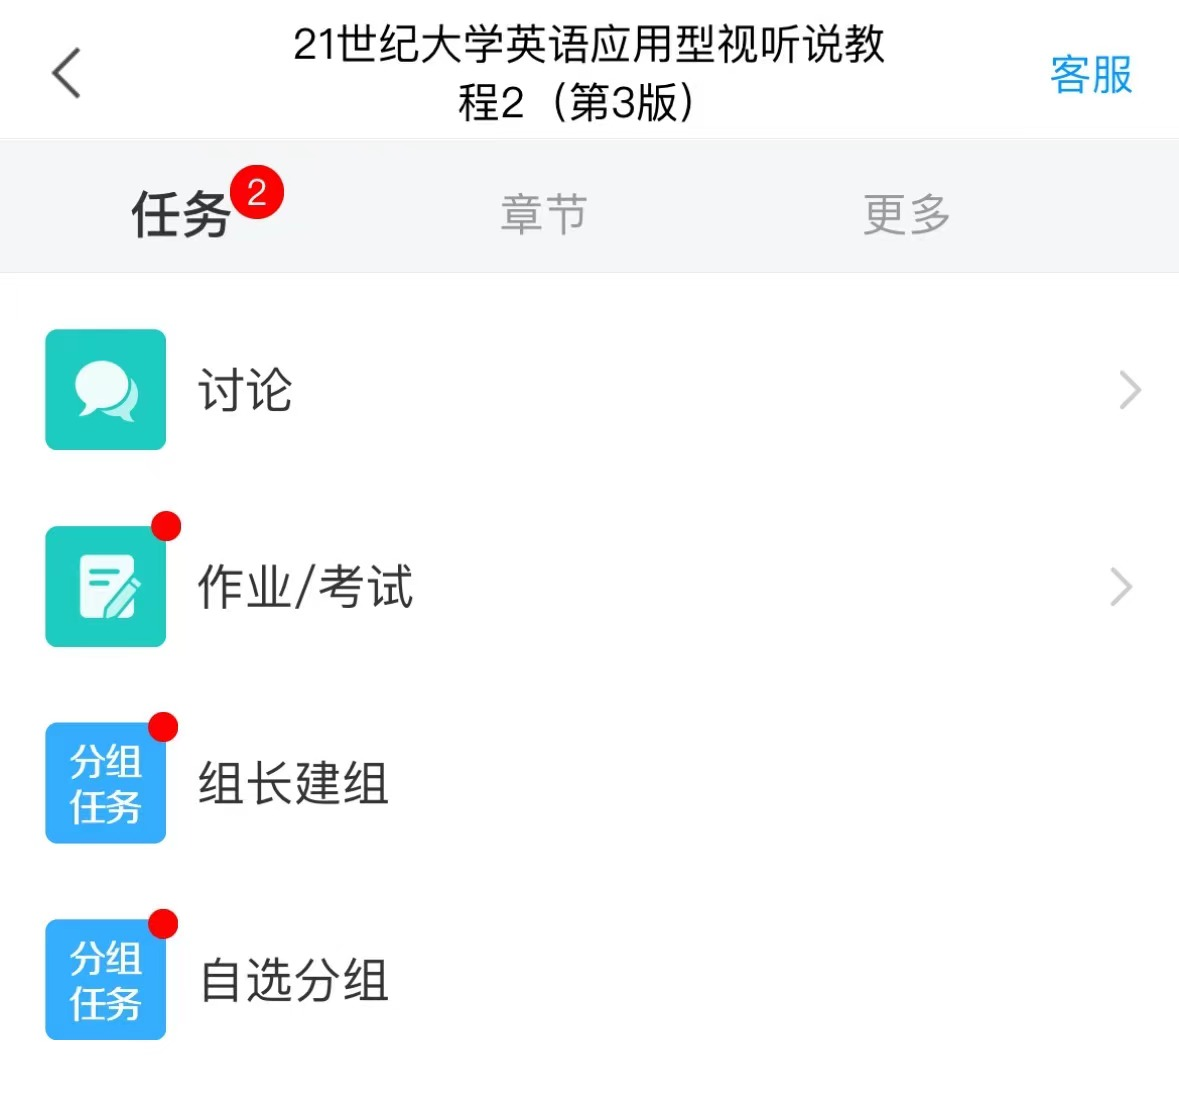 21世纪大学英语应用型视听说教
程2（第3版）
客服
任务
2
章节
更多
讨论
作业/考试
分组
任务
组长建组
分组
任务
自选分组